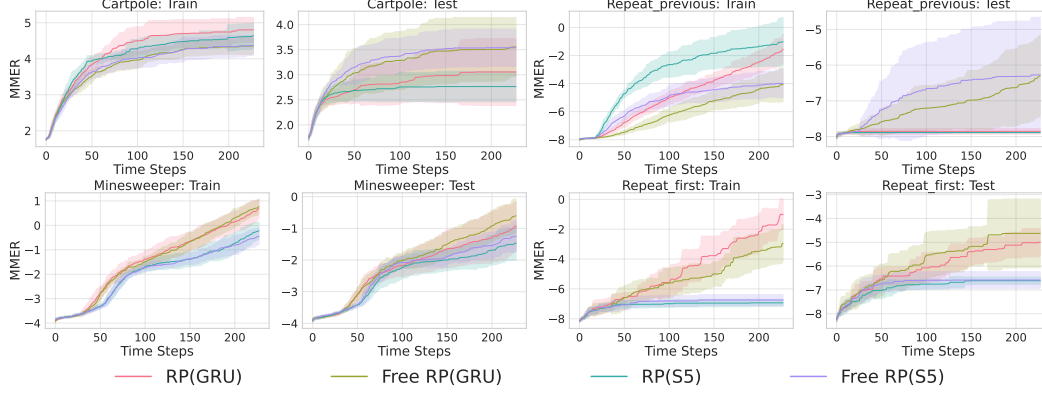 Cartpole: Train
Cartpole: Test
Repeat_previous: Train
Repeat_previous: Test
MMER
5
4
3
2
0 50 100 150 200
Time Steps
4.0
3.5
3.0
2.5
2.0
0 50 100 150 200
Time Steps
MMER
0
−2
−4
−6
−8
0 50 100 150 200
Time Steps
−5
−6
−7
−8
0 50 100 150 200
Time Steps
Minesweeper: Train
Minesweeper: Test
Repeat_first: Train
Repeat_first: Test
MMER
1
0
−1
−2
−3
−4
0 50 100 150 200
Time Steps
0
−1
−2
−3
−4
0 50 100 150 200
Time Steps
MMER
0
−2
−4
−6
−8
0 50 100 150 200
Time Steps
−3
−4
−5
−6
−7
−8
0 50 100 150 200
Time Steps
RP(GRU)
Free RP(GRU)
RP(S5)
Free RP(S5)